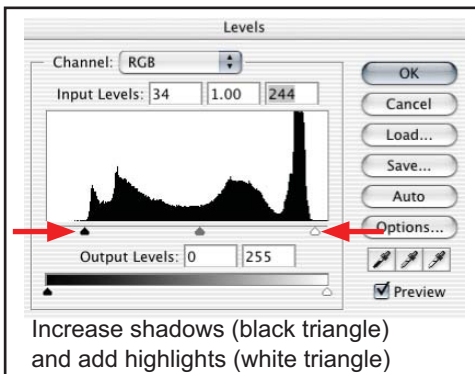 Levels
Channel: RGB
OK
Input Levels: 34 1.00 244
Cancel
Load...
Save...
Auto
Options...
Output Levels: 0 255
Preview
Increase shadows (black triangle)
and add highlights (white triangle)